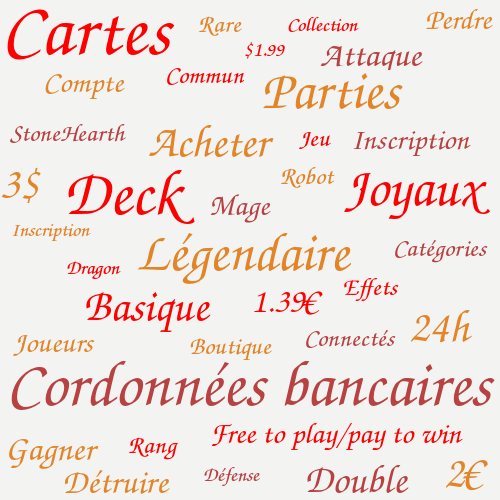 Cartes
Rare
Collection
Perdre
$1.99
Attaque
Compte
Commun
Parties
StoneHearth
Acheter
Jeu
Inscription
3$
Deck
Mage
Robot
Joyaux
Inscription
Légendaire
Catégories
Dragon
Basique
1.39€
Effets
Joueurs
Boutique
Connectés
24h
Cordonnées bancaires
Gagner
Rang
Free to play/pay to win
Détruire
Défense
Double
2€